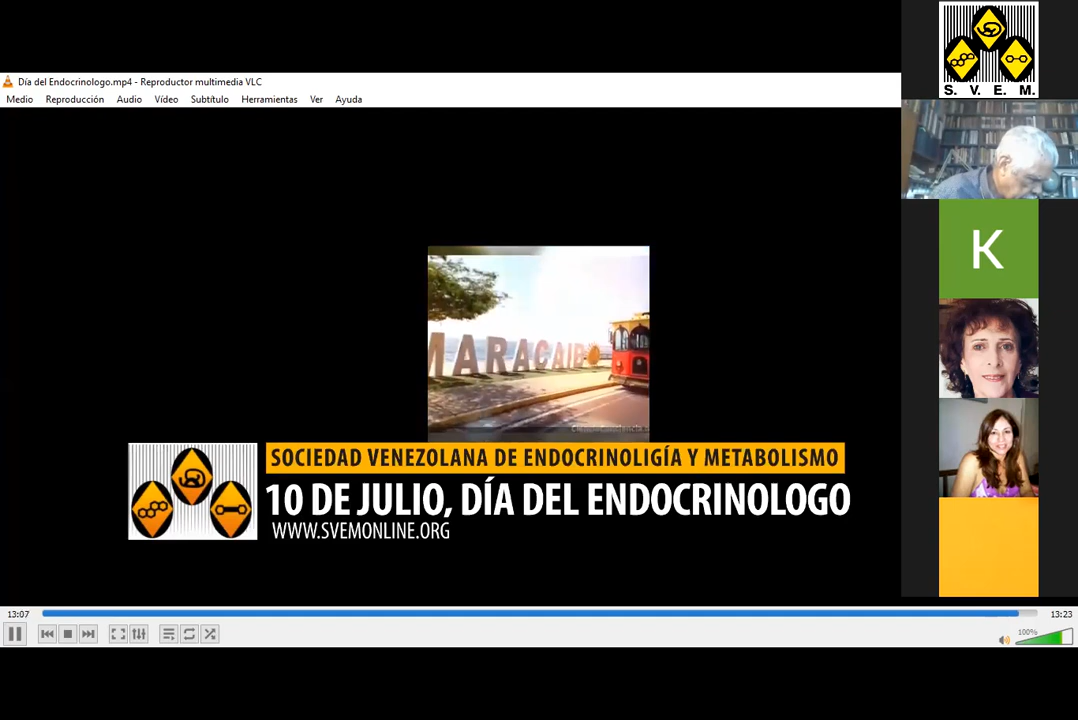 S. V. E. M.
Día del Endocrinologo.mp4 - Reproductor multimedia VLC
Medio Reproducción Audio Vídeo Subtítulo Herramientas Ver Ayuda
K
MARACAIBO
SOCIEDAD VENEZOLANA DE ENDOCRINOLIGÍA Y METABOLISMO
10 DE JULIO, DÍA DEL ENDOCRINOLOGO
WWW.SVEMONLINE.ORG
13:07
13:23
100%